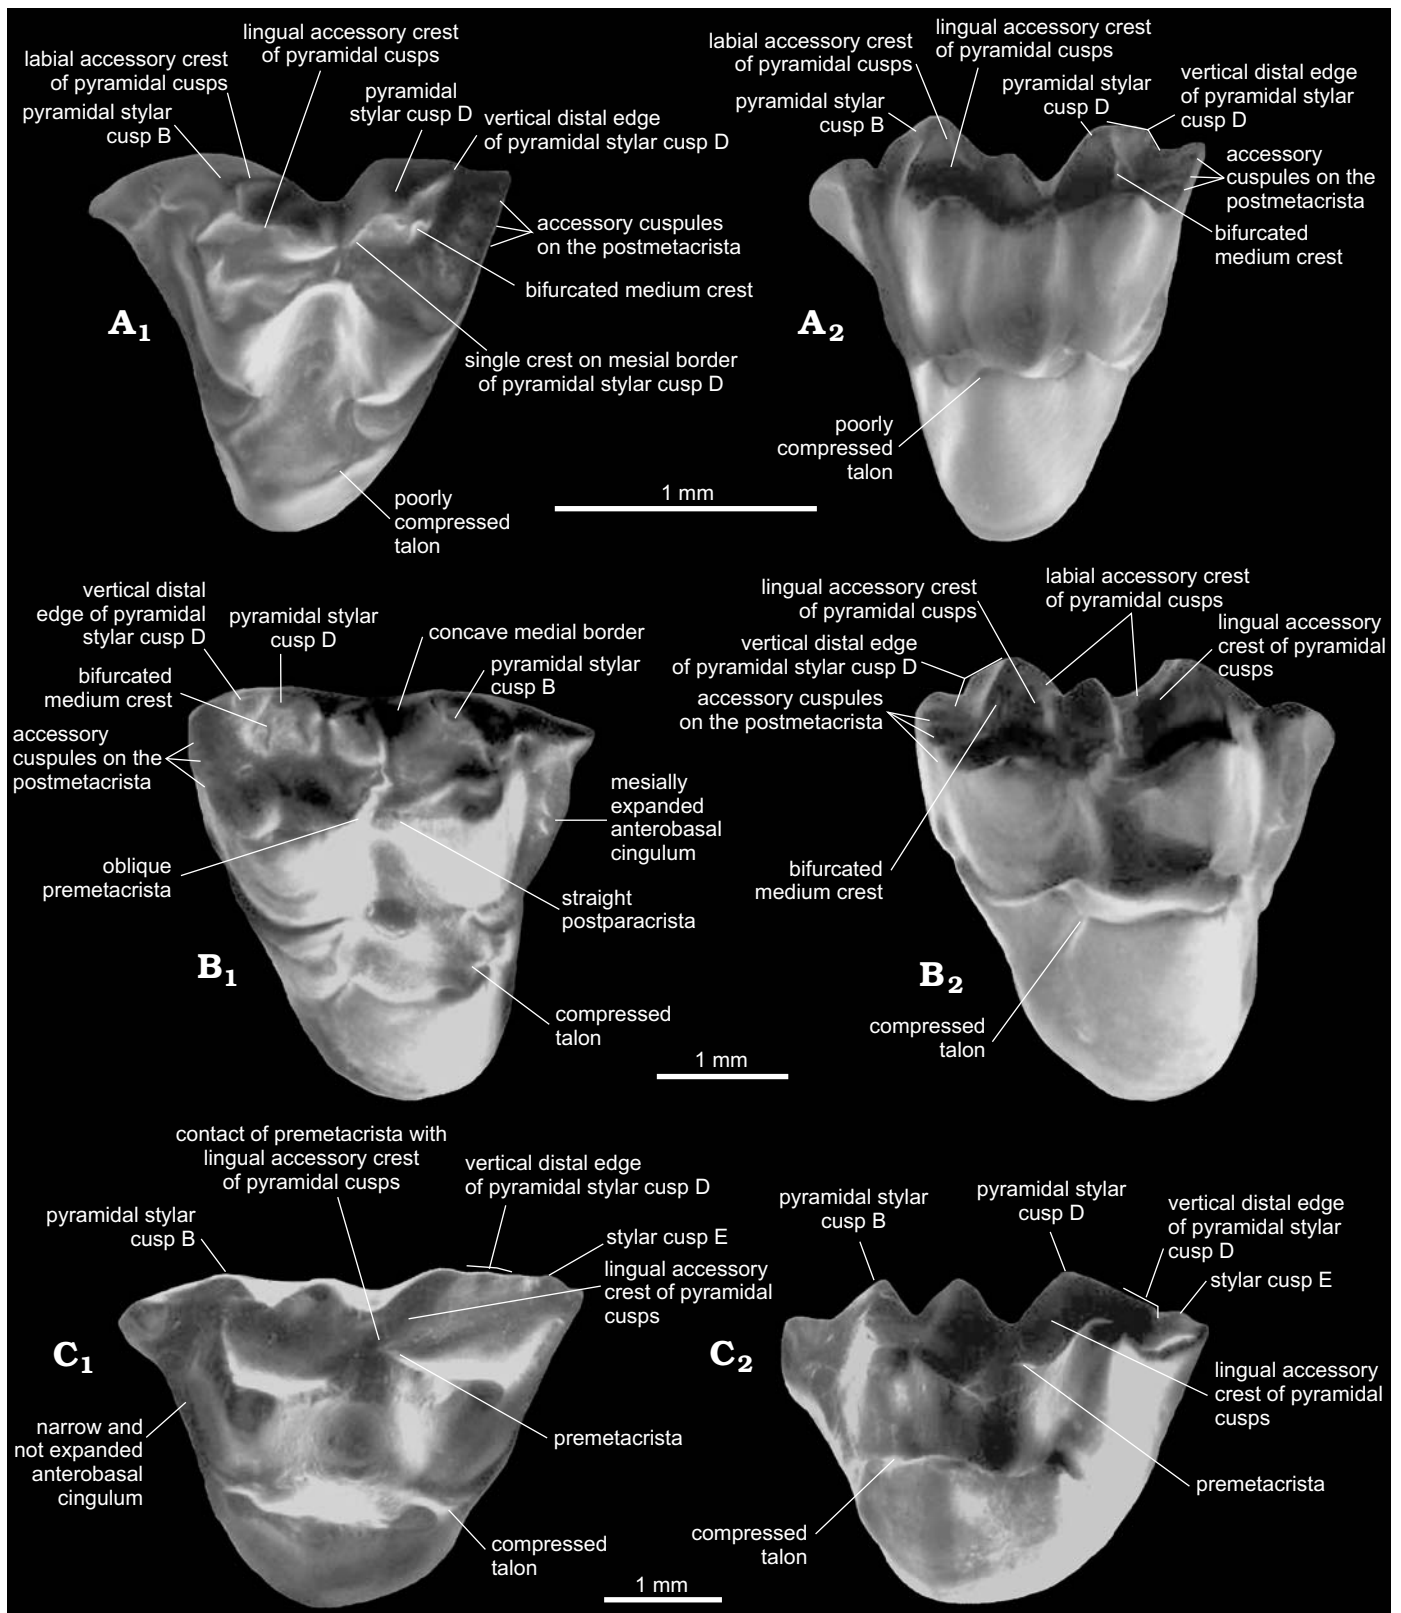 lingual accessory crest
of pyramidal cusps
labial accessory crest
of pyramidal cusps
pyramidal stylar
cusp B
pyramidal
stylar cusp D
vertical distal edge
of pyramidal stylar cusp D
accessory cuspules
on the postmetacrista
bifurcated medium crest
single crest on mesial border
of pyramidal stylar cusp D
A1
poorly
compressed
talon
1 mm
lingual accessory crest
of pyramidal cusps
labial accessory crest
of pyramidal cusps
pyramidal stylar
cusp B
pyramidal stylar
cusp D
vertical distal edge
of pyramidal stylar
cusp D
accessory
cuspules on the
postmetacrista
bifurcated
medium crest
A2
poorly
compressed
talon
vertical distal
edge of pyramidal
stylar cusp D
pyramidal stylar
cusp D
concave medial border
pyramidal stylar
cusp B
bifurcated
medium crest
accessory
cuspules on the
postmetacrista
mesially
expanded
anterobasal
cingulum
oblique
premetacrista
straight
postparacrista
B1
compressed
talon
1 mm
lingual accessory crest
of pyramidal cusps
labial accessory crest
of pyramidal cusps
lingual accessory
crest of pyramidal
cusps
vertical distal edge
of pyramidal stylar cusp D
accessory cuspules
on the postmetacrista
bifurcated
medium crest
B2
compressed
talon
contact of premetacrista with
lingual accessory crest
of pyramidal cusps
vertical distal edge
of pyramidal stylar cusp D
pyramidal stylar
cusp B
stylar cusp E
lingual accessory
crest of pyramidal
cusps
C1
narrow and
not expanded
anterobasal
cingulum
premetacrista
compressed
talon
1 mm
pyramidal stylar
cusp B
pyramidal stylar
cusp D
vertical distal edge
of pyramidal stylar
cusp D
stylar cusp E
C2
lingual accessory
crest of pyramidal
cusps
premetacrista
compressed
talon